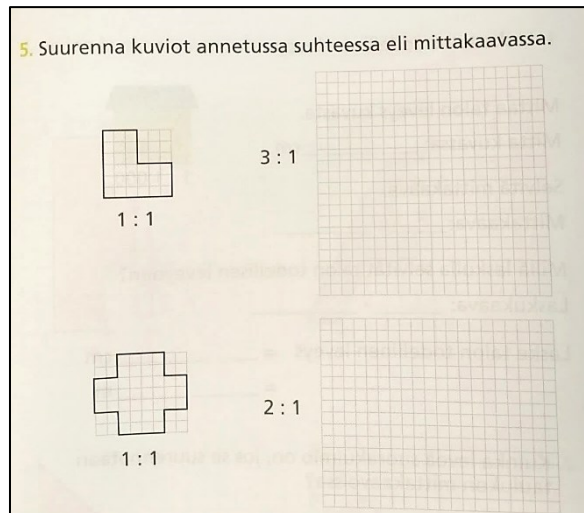 5. Suurenna kuviot annetussa suhteessa eli mittakaavassa.
3 : 1
1 : 1
2 : 1
1 : 1